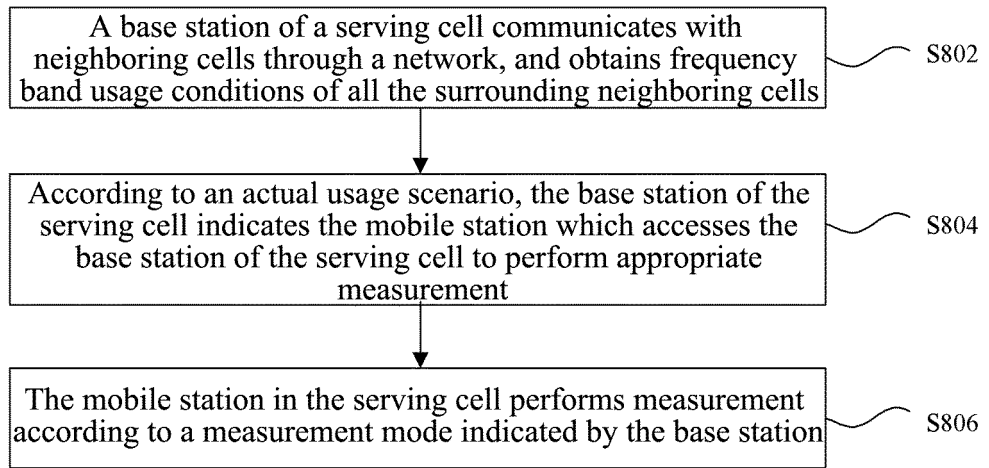 A base station of a serving cell communicates with
neighboring cells through a network, and obtains frequency
band usage conditions of all the surrounding neighboring cells
S802
According to an actual usage scenario, the base station of the
serving cell indicates the mobile station which accesses the
base station of the serving cell to perform appropriate
measurement
S804
The mobile station in the serving cell performs measurement
according to a measurement mode indicated by the base station
S806